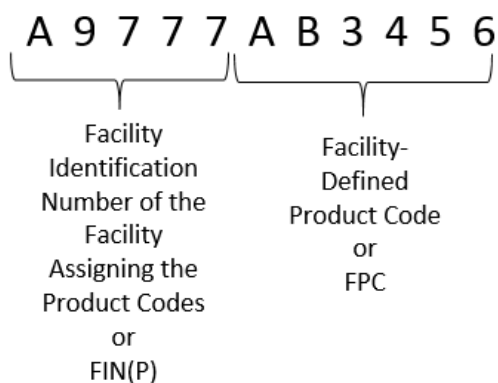 A 9 7 7 7 A B 3 4 5 6
Facility
Identification
Number of the
Facility
Assigning the
Product Codes
or
FIN(P)
Facility-
Defined
Product Code
or
FPC